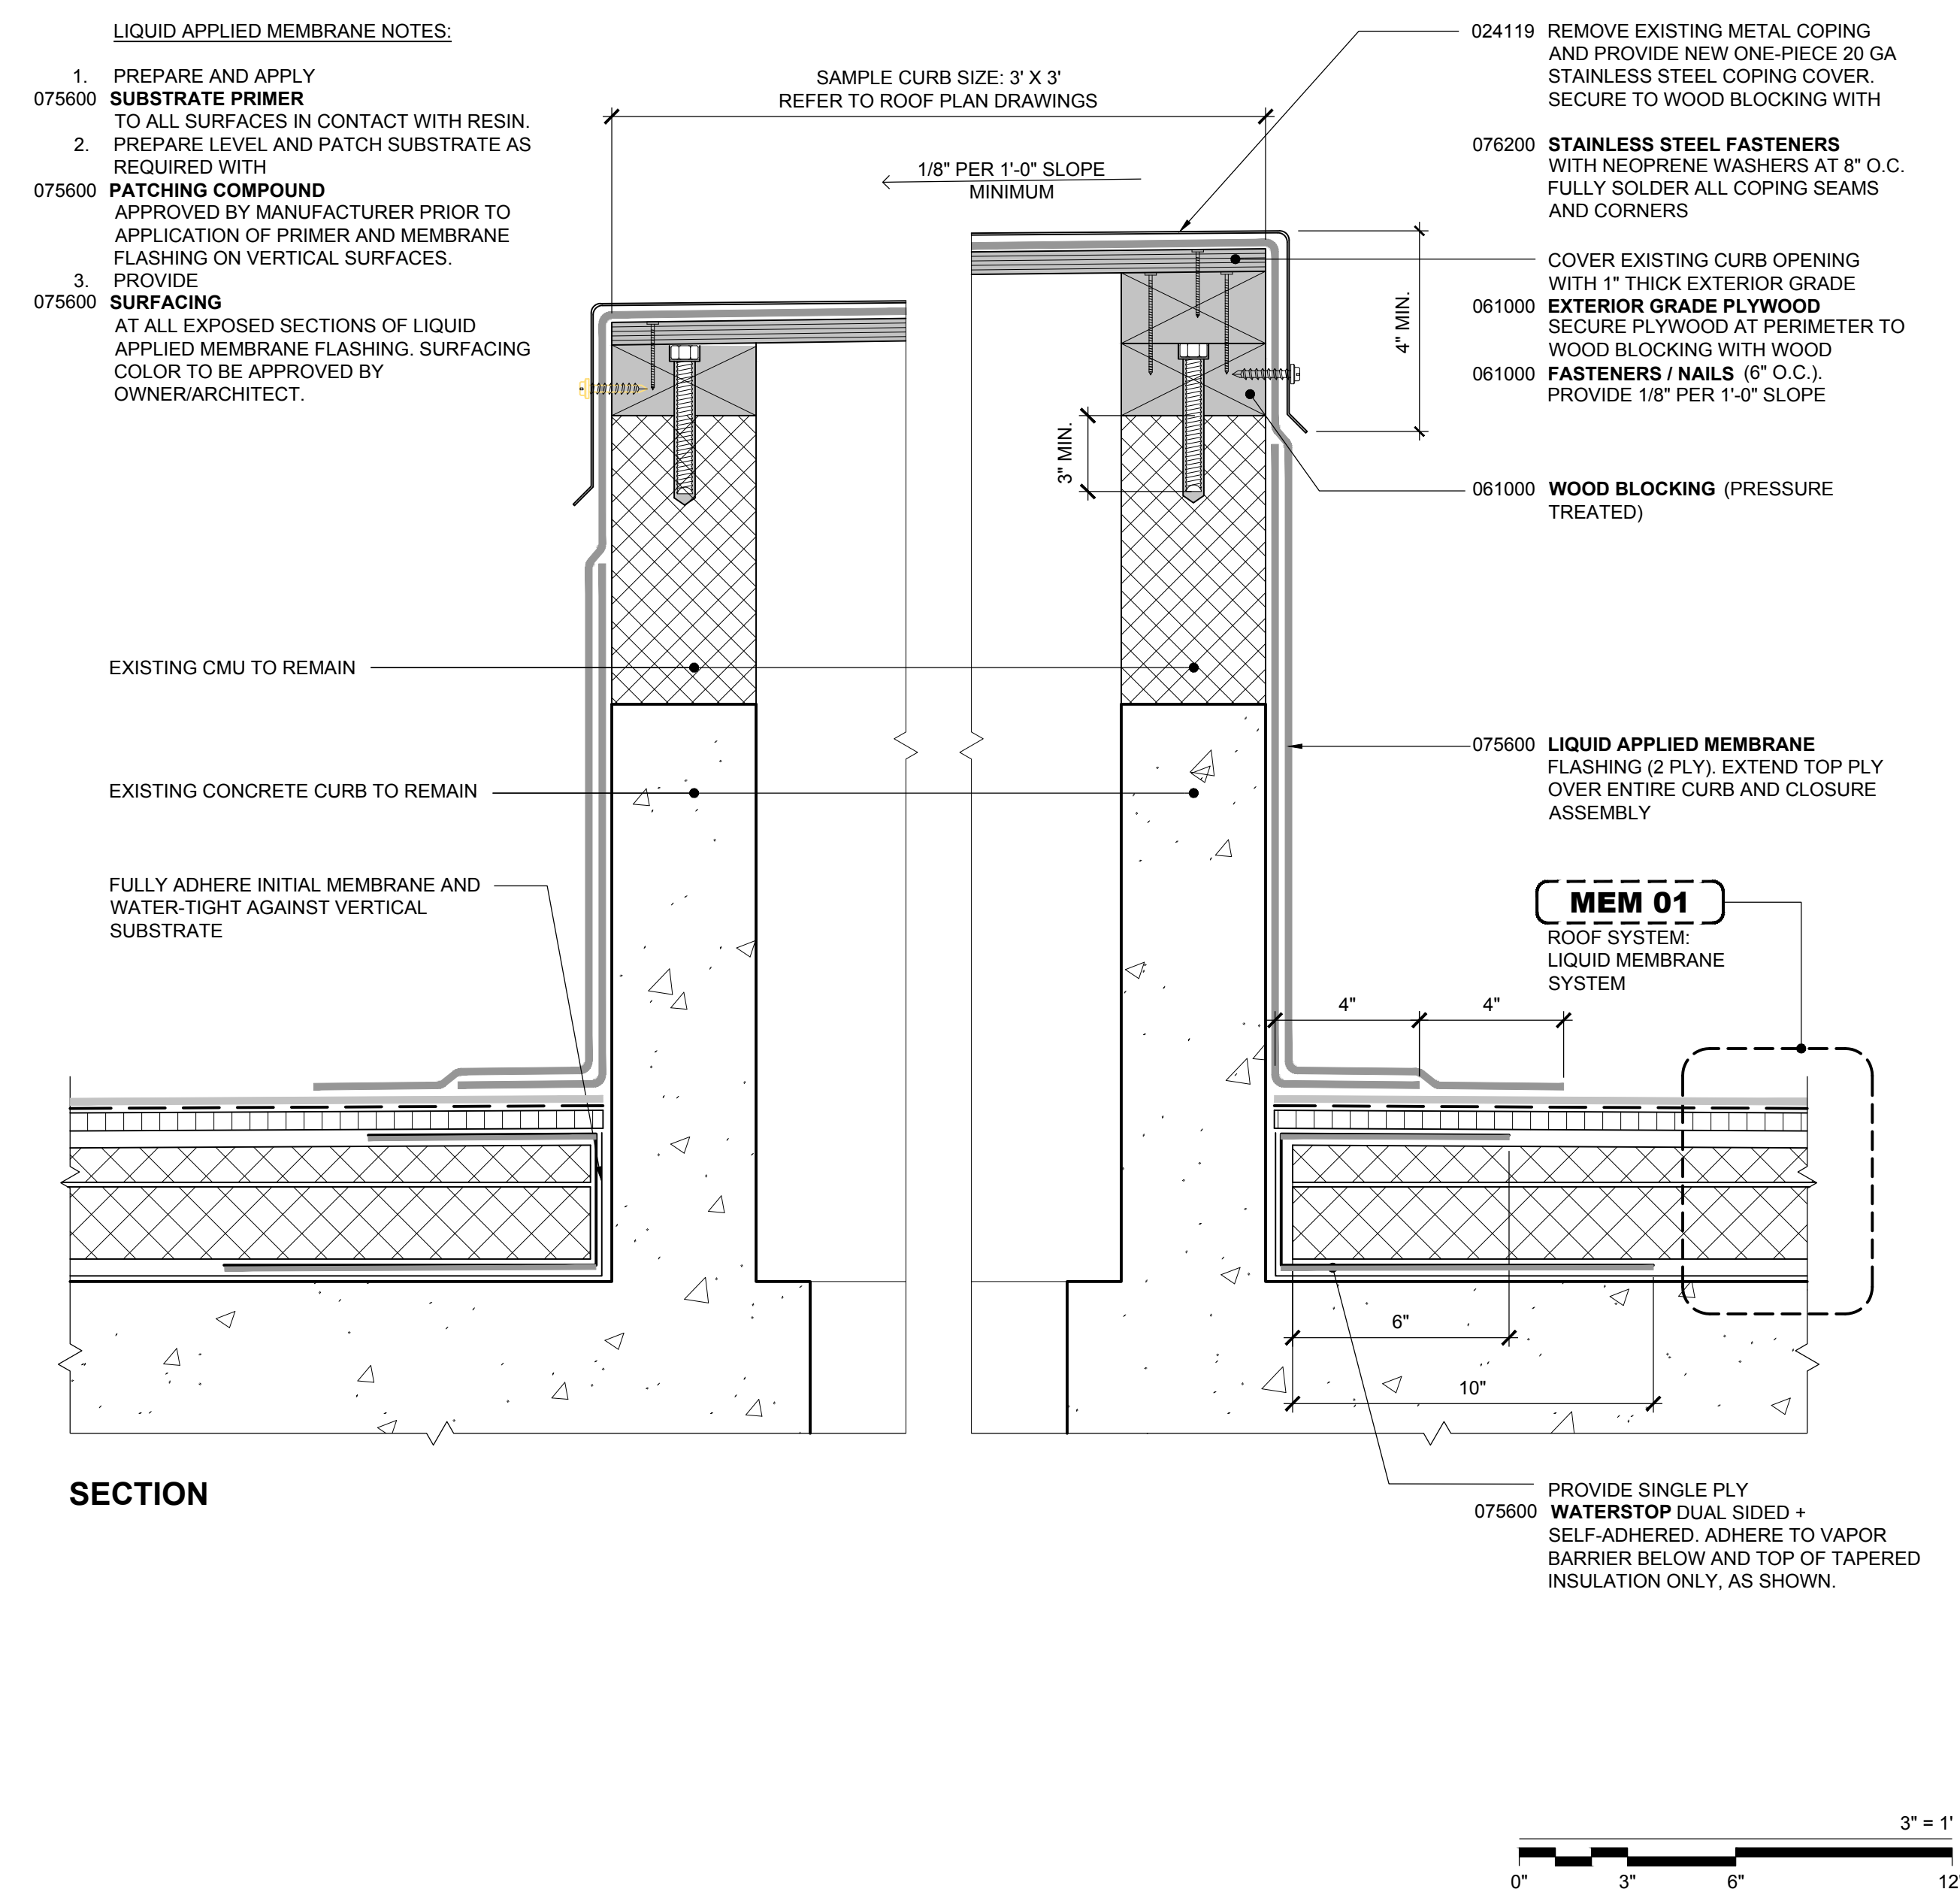 LIQUID APPLIED MEMBRANE NOTES:
1. PREPARE AND APPLY
075600 SUBSTRATE PRIMER
TO ALL SURFACES IN CONTACT WITH RESIN.
2. PREPARE LEVEL AND PATCH SUBSTRATE AS
REQUIRED WITH
075600 PATCHING COMPOUND
APPROVED BY MANUFACTURER PRIOR TO
APPLICATION OF PRIMER AND MEMBRANE
FLASHING ON VERTICAL SURFACES.
3. PROVIDE
075600 SURFACING
AT ALL EXPOSED SECTIONS OF LIQUID
APPLIED MEMBRANE FLASHING. SURFACING
COLOR TO BE APPROVED BY
OWNER/ARCHITECT.
SAMPLE CURB SIZE: 3' X 3'
REFER TO ROOF PLAN DRAWINGS
1/8" PER 1'-0" SLOPE
MINIMUM
024119 REMOVE EXISTING METAL COPING
AND PROVIDE NEW ONE-PIECE 20 GA
STAINLESS STEEL COPING COVER.
SECURE TO WOOD BLOCKING WITH
076200 STAINLESS STEEL FASTENERS
WITH NEOPRENE WASHERS AT 8" O.C.
FULLY SOLDER ALL COPING SEAMS
AND CORNERS
COVER EXISTING CURB OPENING
WITH 1" THICK EXTERIOR GRADE
061000 EXTERIOR GRADE PLYWOOD
SECURE PLYWOOD AT PERIMETER TO
WOOD BLOCKING WITH WOOD
061000 FASTENERS / NAILS (6" O.C.).
PROVIDE 1/8" PER 1'-0" SLOPE
4" MIN.
3" MIN.
061000 WOOD BLOCKING (PRESSURE
TREATED)
EXISTING CMU TO REMAIN
075600 LIQUID APPLIED MEMBRANE
FLASHING (2 PLY). EXTEND TOP PLY
OVER ENTIRE CURB AND CLOSURE
ASSEMBLY
EXISTING CONCRETE CURB TO REMAIN
FULLY ADHERE INITIAL MEMBRANE AND
WATER-TIGHT AGAINST VERTICAL
SUBSTRATE
MEM 01
ROOF SYSTEM:
LIQUID MEMBRANE
SYSTEM
4" 4"
6"
10"
SECTION
PROVIDE SINGLE PLY
075600 WATERSTOP DUAL SIDED +
SELF-ADHERED. ADHERE TO VAPOR
BARRIER BELOW AND TOP OF TAPERED
INSULATION ONLY, AS SHOWN.
3" = 1'
0" 3" 6" 12"